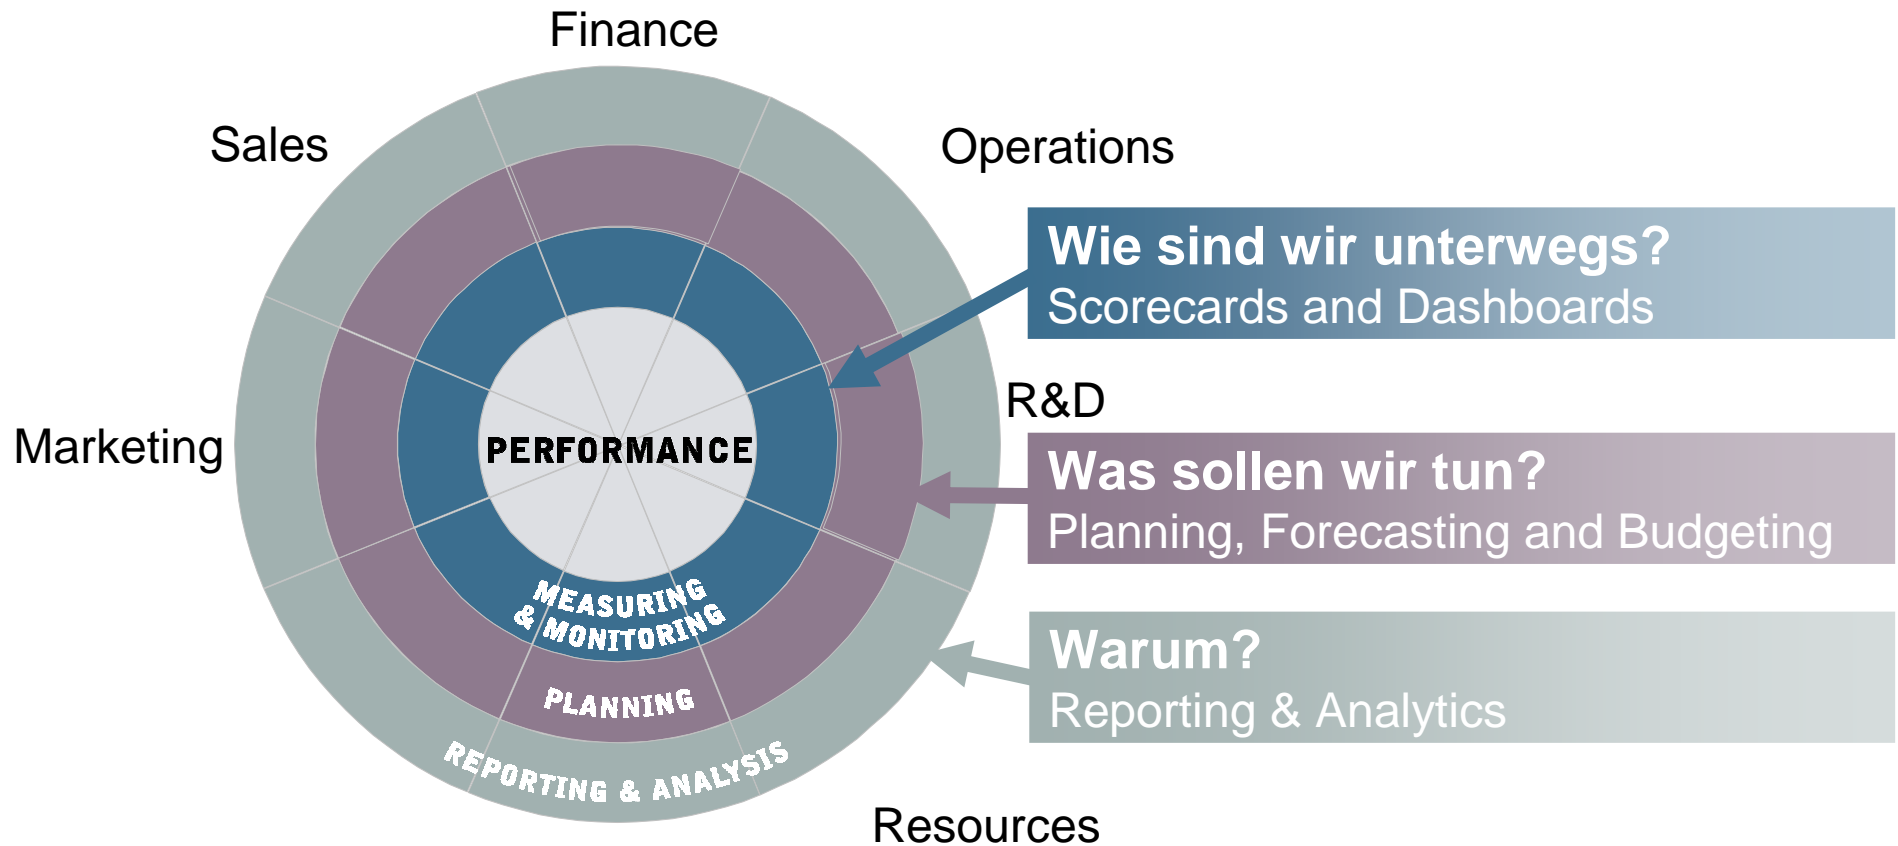 Finance
Sales
Operations
Wie sind wir unterwegs?
Scorecards and Dashboards
R&D
Marketing
PERFORMANCE
Was sollen wir tun?
Planning, Forecasting and Budgeting
MEASURING
& MONITORING
Warum?
Reporting & Analytics
PLANNING
REPORTING & ANALYSIS
Resources